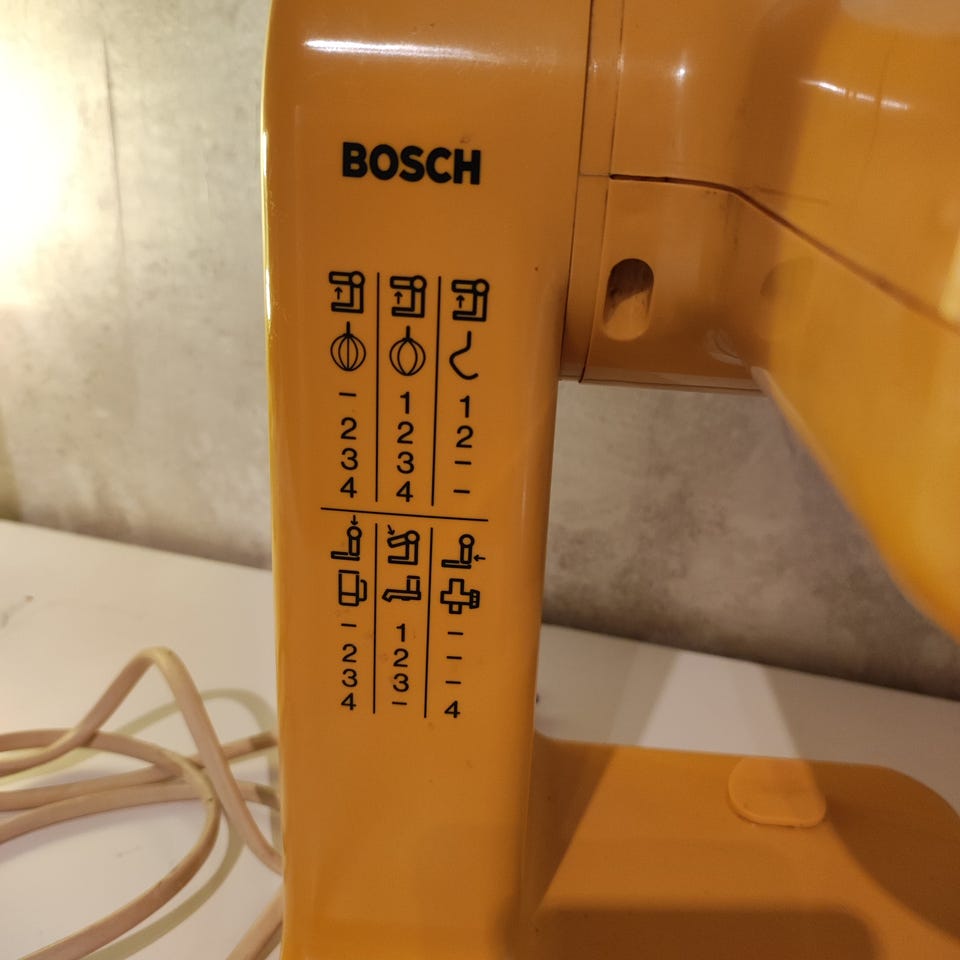 BOSCH
– 1 1
2 2 2
3 3 –
4 4 –
– 1 –
2 2 –
3 3 –
4 – 4